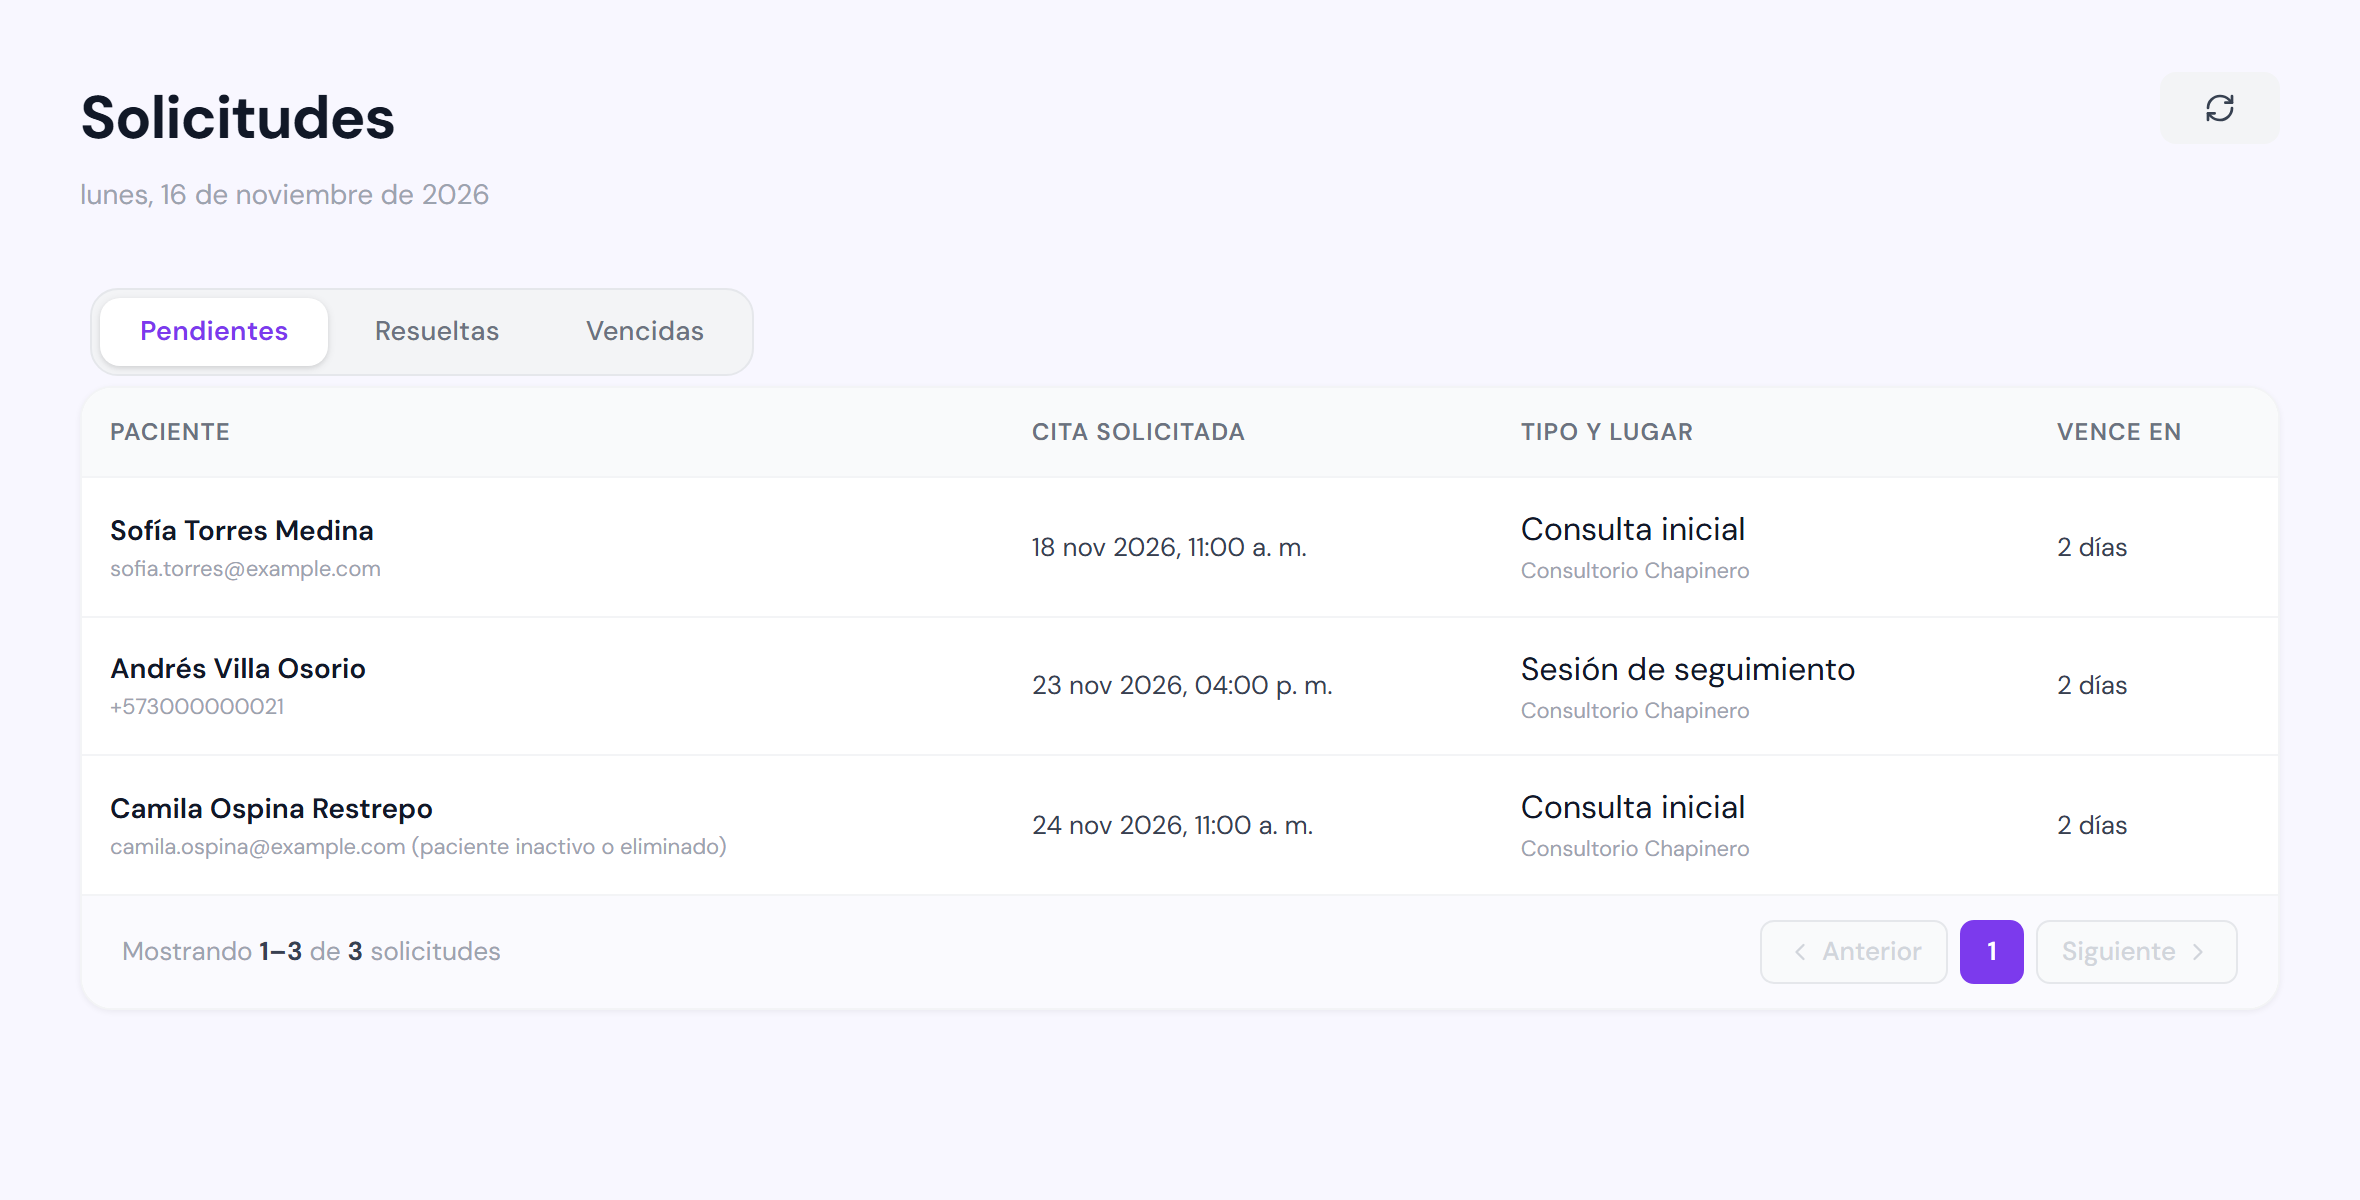 Solicitudes
lunes, 16 de noviembre de 2026
Pendientes
Resueltas
Vencidas
PACIENTE
CITA SOLICITADA
TIPO Y LUGAR
VENCE EN
Sofía Torres Medina
sofia.torres@example.com
18 nov 2026, 11:00 a. m.
Consulta inicial
Consultorio Chapinero
2 días
Andrés Villa Osorio
+573000000021
23 nov 2026, 04:00 p. m.
Sesión de seguimiento
Consultorio Chapinero
2 días
Camila Ospina Restrepo
camila.ospina@example.com (paciente inactivo o eliminado)
24 nov 2026, 11:00 a. m.
Consulta inicial
Consultorio Chapinero
2 días
Mostrando 1–3 de 3 solicitudes
Anterior
1
Siguiente